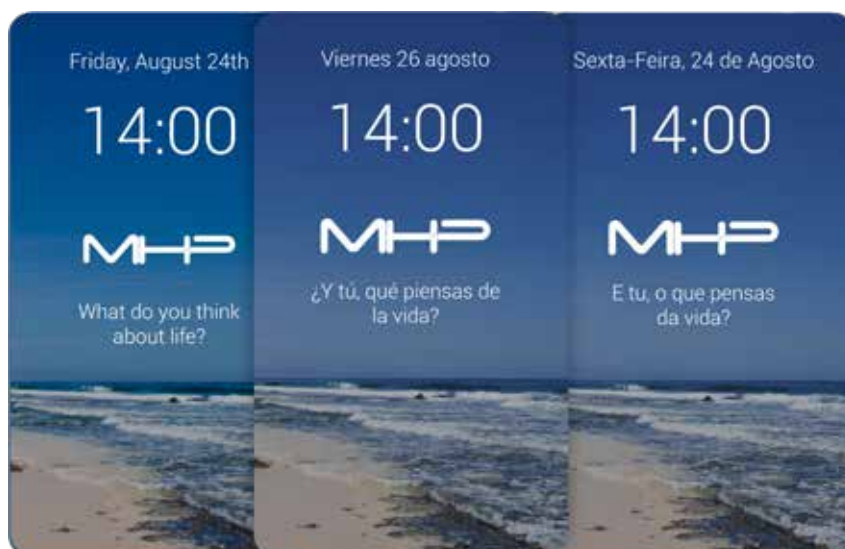 Friday, August 24th
14:00
MHP
What do you think
about life?
Viernes 26 agosto
14:00
MHP
¿Y tú, qué piensas de
la vida?
Sexta-Feira, 24 de Agosto
14:00
MHP
E tu, o que pensas
da vida?